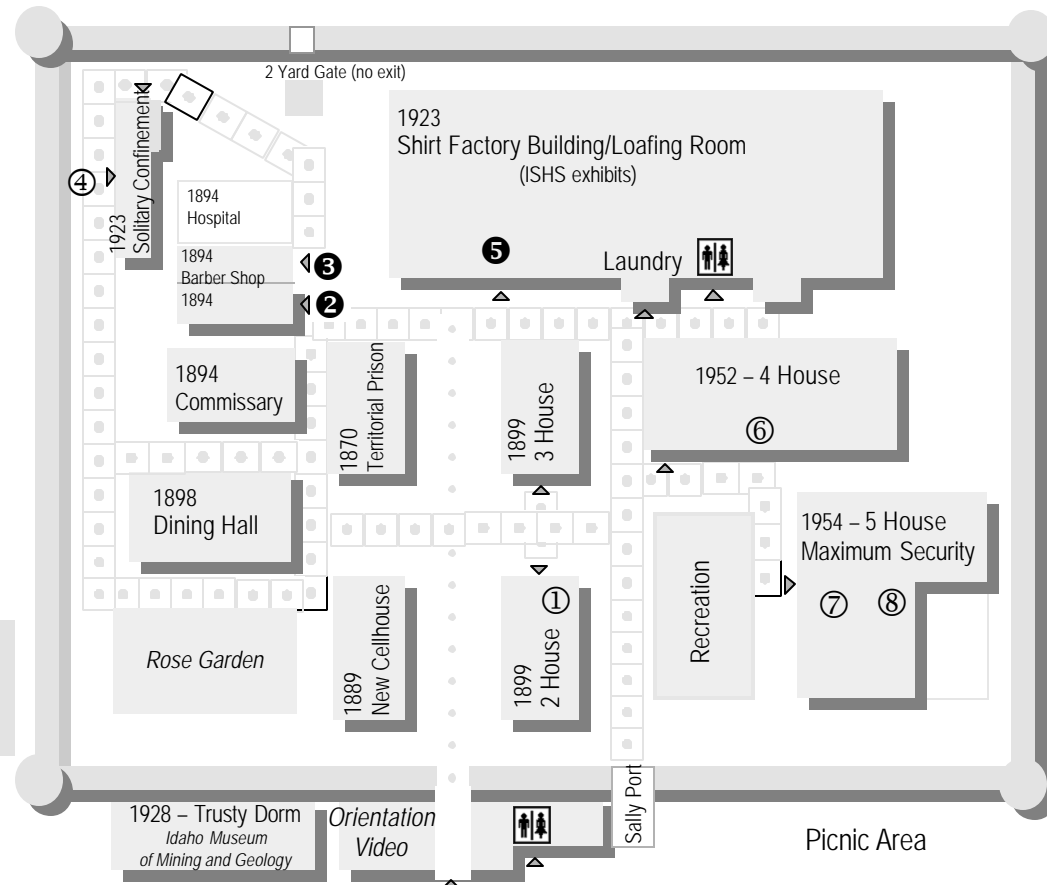 2 Yard Gate (no exit)
1923
Solitary Confinement
④
1894
Hospital
1894
Barber Shop
❸
1894
❷
1923
Shirt Factory Building/Loafing Room
(ISHS exhibits)
❺
Laundry
1894
Commissary
1870
Territorial Prison
1899
3 House
1952 – 4 House
⑥
1898
Dining Hall
1954 – 5 House
Maximum Security
⑦
⑧
Recreation
Rose Garden
1889
New Cellhouse
①
1899
2 House
1928 – Trusty Dorm
Idaho Museum
of Mining and Geology
Orientation
Video
Sally Port
Picnic Area